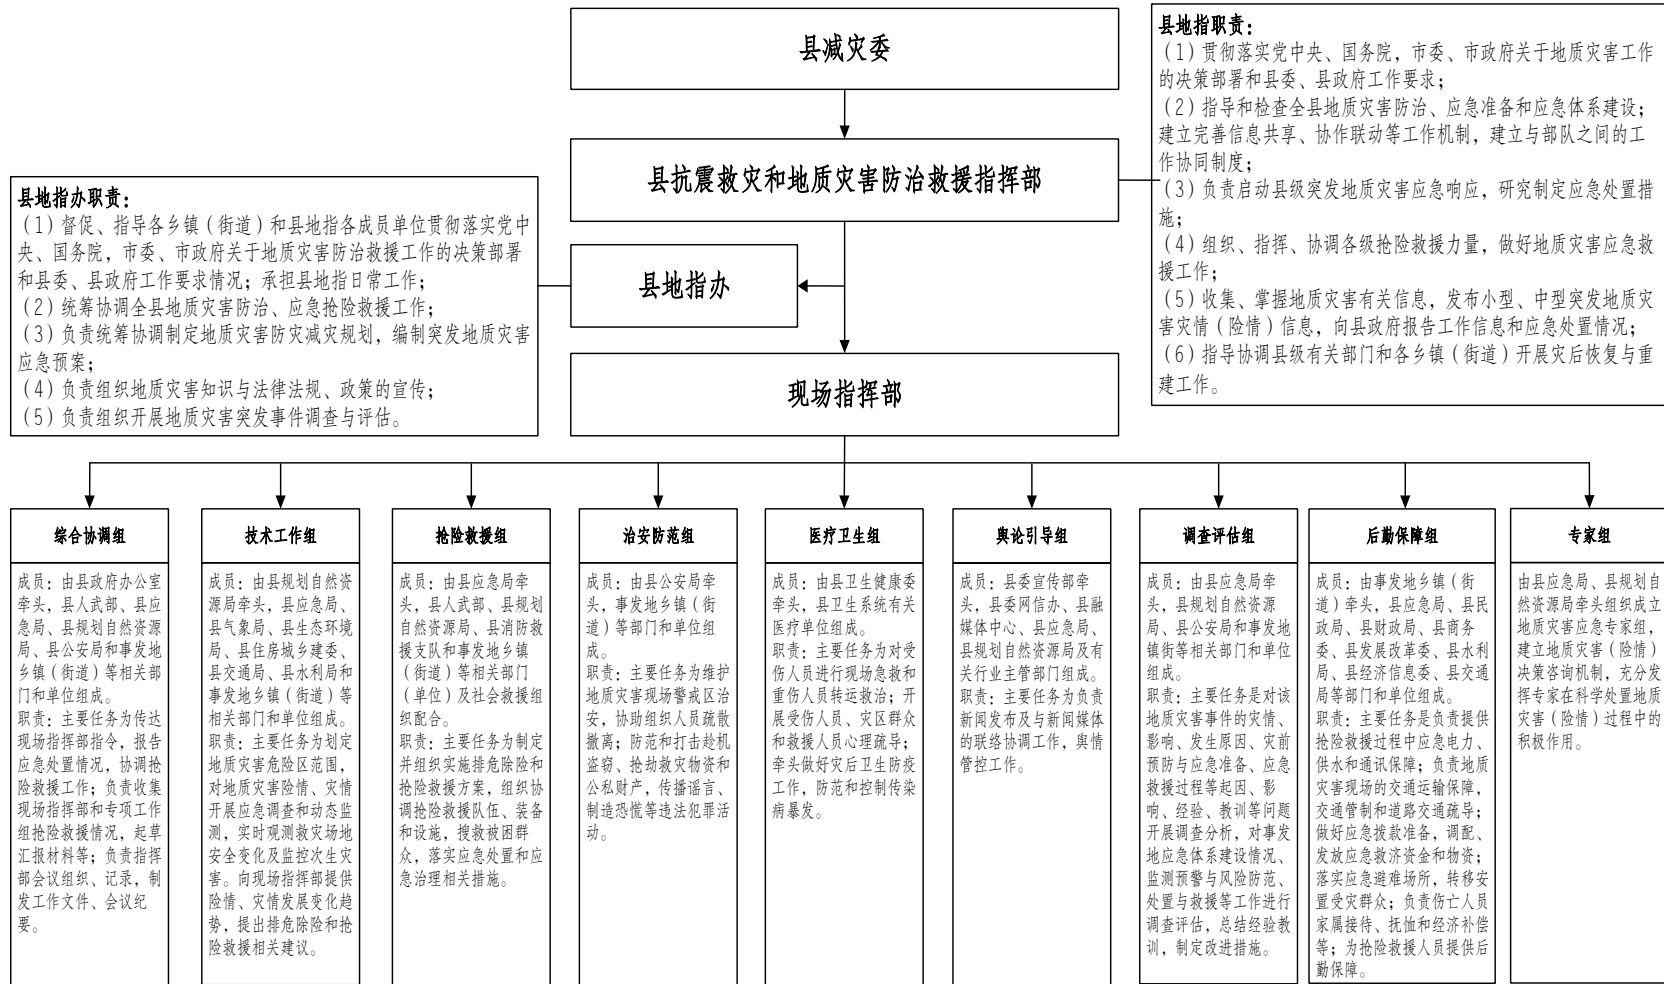 县减灾委
县抗震救灾和地质灾害防治救援指挥部
县地指职责：
（1）贯彻落实党中央、国务院，市委、市政府关于地质灾害工作
的决策部署和县委、县政府工作要求；
（2）指导和检查全县地质灾害防治、应急准备和应急体系建设；
建立完善信息共享、协作联动等工作机制，建立与部队之间的工
作协同制度；
（3）负责启动县级突发地质灾害应急响应，研究制定应急处置措
施；
（4）组织、指挥、协调各级抢险救援力量，做好地质灾害应急救
援工作；
（5）收集、掌握地质灾害有关信息，发布小型、中型突发地质灾
害灾情（险情）信息，向县政府报告工作信息和应急处置情况；
（6）指导协调县级有关部门和各乡镇（街道）开展灾后恢复与重
建工作。
县地指办职责：
（1）督促、指导各乡镇（街道）和县地指各成员单位贯彻落实党中
央、国务院，市委、市政府关于地质灾害防治救援工作的决策部署
和县委、县政府工作要求情况；承担县地指日常工作；
（2）统筹协调全县地质灾害防治、应急抢险救援工作；
（3）负责统筹协调制定地质灾害防灾减灾规划，编制突发地质灾害
应急预案；
（4）负责组织地质灾害知识与法律法规、政策的宣传；
（5）负责组织开展地质灾害突发事件调查与评估。
县地指办
现场指挥部
综合协调组
成员：由县政府办公室
牵头，县人武部、县应
急局、县规划自然资源
局、县公安局和事发地
乡镇（街道）等相关部
门和单位组成。
职责：主要任务为传达
现场指挥部指令，报告
应急处置情况，协调抢
险救援工作；负责收集
现场指挥部和专项工作
组抢险救援情况，起草
汇报材料等；负责指挥
部会议组织、记录，制
发工作文件、会议纪
要。
技术工作组
成员：由县规划自然资
源局牵头，县应急局、
县气象局、县生态环境
局、县住房城乡建委、
县交通局、县水利局和
事发地乡镇（街道）等
相关部门和单位组成。
职责：主要任务为划定
地质灾害危险区范围，
对地质灾害险情、灾情
开展应急调查和动态监
测，实时观测救灾场地
安全变化及监控次生灾
害。向现场指挥部提供
险情、灾情发展变化趋
势，提出排危除险和抢
险救援相关建议。
抢险救援组
成员：由县应急局牵
头，县人武部、县规划
自然资源局、县消防救
援支队和事发地乡镇
（街道）等相关部门
（单位）及社会救援组
织配合。
职责：主要任务为制定
并组织实施排危除险和
抢险救援方案，组织协
调抢险救援队伍、装备
和设施，搜救被困群
众，落实应急处置和应
急治理相关措施。
治安防范组
成员：由县公安局牵
头，事发地乡镇（街
道）等部门和单位组
成。
职责：主要任务为维护
地质灾害现场警戒区治
安，协助组织人员疏散
撤离；防范和打击趁机
盗窃、抢劫救灾物资和
公私财产，传播谣言、
制造恐慌等违法犯罪活
动。
医疗卫生组
成员：由县卫生健康委
牵头，县卫生系统有关
医疗单位组成。
职责：主要任务为对受
伤人员进行现场急救和
重伤人员转运救治；开
展受伤人员、灾区群众
和救援人员心理疏导；
牵头做好灾后卫生防疫
工作，防范和控制传染
病暴发。
舆论引导组
成员：县委宣传部牵
头，县委网信办、县融
媒体中心、县应急局、
县规划自然资源局及有
关行业主管部门组成。
职责：主要任务为负责
新闻发布及与新闻媒体
的联络协调工作，舆情
管控工作。
调查评估组
成员：由县应急局牵
头，县规划自然资源
局、县公安局和事发地
镇街等相关部门和单位
组成。
职责：主要任务是对该
地质灾害事件的灾情、
影响、发生原因、灾前
预防与应急准备、应急
救援过程等起因、影
响、经验、教训等问题
开展调查分析，对事发
地应急体系建设情况、
监测预警与风险防范、
处置与救援等工作进行
调查评估，总结经验教
训，制定改进措施。
后勤保障组
成员：由事发地乡镇（街
道）牵头，县应急局、县民
政局、县财政局、县商务
委、县发展改革委、县水利
局、县经济信息委、县交通
局等部门和单位组成。
职责：主要任务是负责提供
抢险救援过程中应急电力、
供水和通讯保障；负责地质
灾害现场的交通运输保障，
交通管制和道路交通疏导；
做好应急拨款准备，调配、
发放应急救济资金和物资；
落实应急避难场所，转移安
置受灾群众；负责伤亡人员
家属接待、抚恤和经济补偿
等；为抢险救援人员提供后
勤保障。
专家组
由县应急局、县规划自
然资源局牵头组织成立
地质灾害应急专家组，
建立地质灾害（险情）
决策咨询机制，充分发
挥专家在科学处置地质
灾害（险情）过程中的
积极作用。